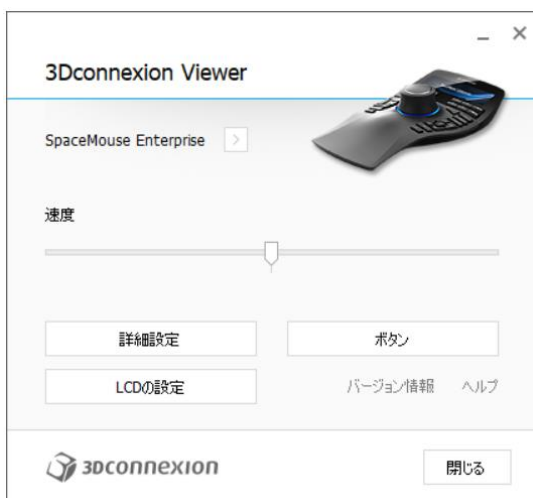 3Dconnexion Viewer
SpaceMouse Enterprise
速度
詳細設定 ボタン
LCDの設定 バージョン情報 ヘルプ
3Dconnexion 閉じる